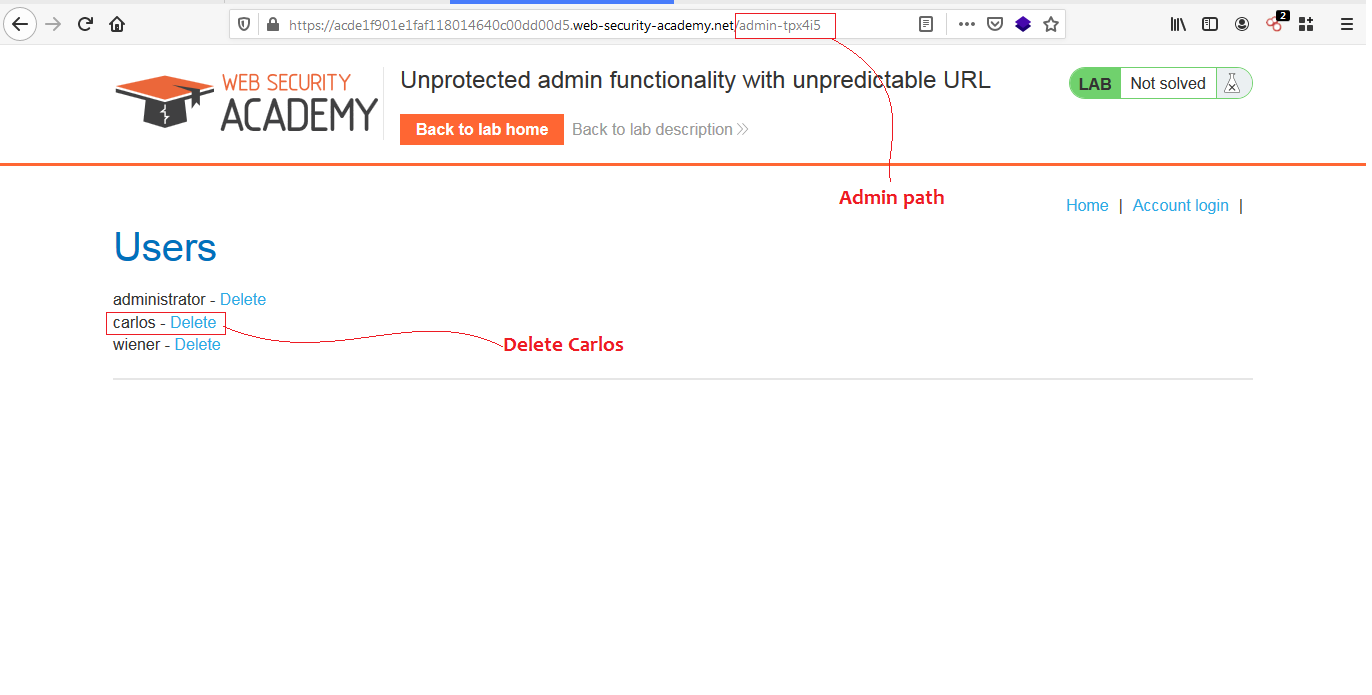 https://acde1f901e1faf118014640c00dd00d5.web-security-academy.net/admin-tpx4i5
2
WEB SECURITY
ACADEMY
Unprotected admin functionality with unpredictable URL
Back to lab home Back to lab description
LAB Not solved
Admin path
Home | Account login |
Users
administrator - Delete
carlos - Delete
wiener - Delete
Delete Carlos